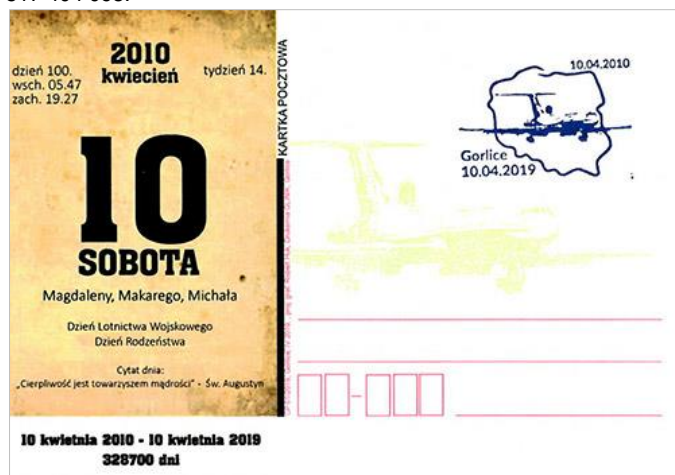 2010
kwiecień
dzień 100.
wsch. 05.47
zach. 19.27
tydzień 14.
10
SOBOTA
Magdaleny, Makarego, Michała
Dzień Lotnictwa Wojskowego
Dzień Rodzeństwa
Cytat dnia:
„Cierpliwość jest towarzyszem mądrości" - Św. Augustyn
10 kwietnia 2010 - 10 kwietnia 2019
328700 dni
KARTKA POCZTOWA
10.04.2010
Gorlice
10.04.2019